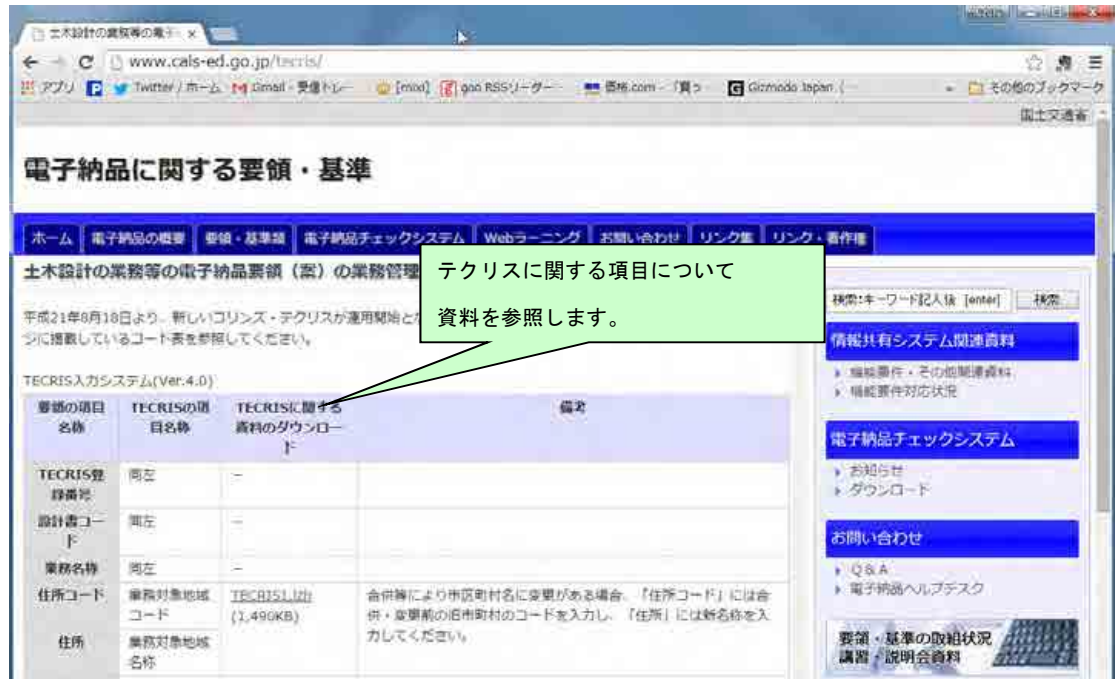 土木設計の業務等の電子
www.cals-ed.go.jp/tecris/
アプリ Twitter / ホーム Gmail - 受信トレー [mixi] goo RSSリーダー 価格.com - 「買う Gizmodo Japan ( その他のブックマーク
国土交通省
電子納品に関する要領・基準
ホーム 電子納品の概要 要領・基準類 電子納品チェックシステム Webラーニング お問い合わせ リンク集 リンク・著作権
土木設計の業務等の電子納品要領(案)の業務管理
テクリスに関する項目について
資料を参照します。
平成21年8月18日より、新しいコリンズ・テクリスが運用開始とな
ジに掲載しているコード表を参照してください。
TECRIS入力システム(Ver.4.0)
要領の項目名称 TECRISの項目名称 TECRISに関する資料のダウンロード 備考
TECRIS登録番号 同左 −
設計書コード 同左 −
業務名称 同左 −
住所コード 業務対象地域コード TECRIS1.lzh (1,490KB) 合併等により市区町村名に変更がある場合、「住所コード」には合
併・変更前の旧市町村のコードを入力し、「住所」には新名称を入
力してください。
住所 業務対象地域名称
検索:キーワード記入後 [enter] 検索
情報共有システム関連資料
機能要件・その他関連資料
機能要件対応状況
電子納品チェックシステム
お知らせ
ダウンロード
お問い合わせ
Q&A
電子納品ヘルプデスク
要領・基準の取組状況
講習・説明会資料